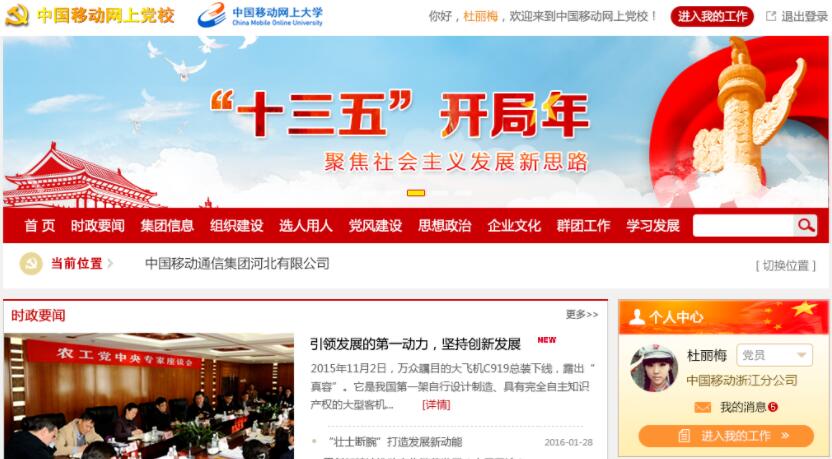 中国移动网上党校
中国移动网上大学
China Mobile Online University
你好，杜丽梅，欢迎来到中国移动网上党校！
进入我的工作
退出登录
“十三五”开局年
聚焦社会主义发展新思路
首 页 时政要闻 集团信息 组织建设 选人用人 党风建设 思想政治 企业文化 群团工作 学习发展
当前位置
中国移动通信集团河北有限公司
[ 切换位置 ]
时政要闻
更多>>
农工党中央专家座谈会
引领发展的第一动力，坚持创新发展 NEW
2015年11月2日，万众瞩目的大飞机C919总装下线，露出“
真容”。它是我国第一架自行设计制造、具有完全自主知识
产权的大型客机... [详情]
“壮士断腕”打造发展新动能 2016-01-28
个人中心
杜丽梅 党员
中国移动浙江分公司
我的消息 6
进入我的工作 »